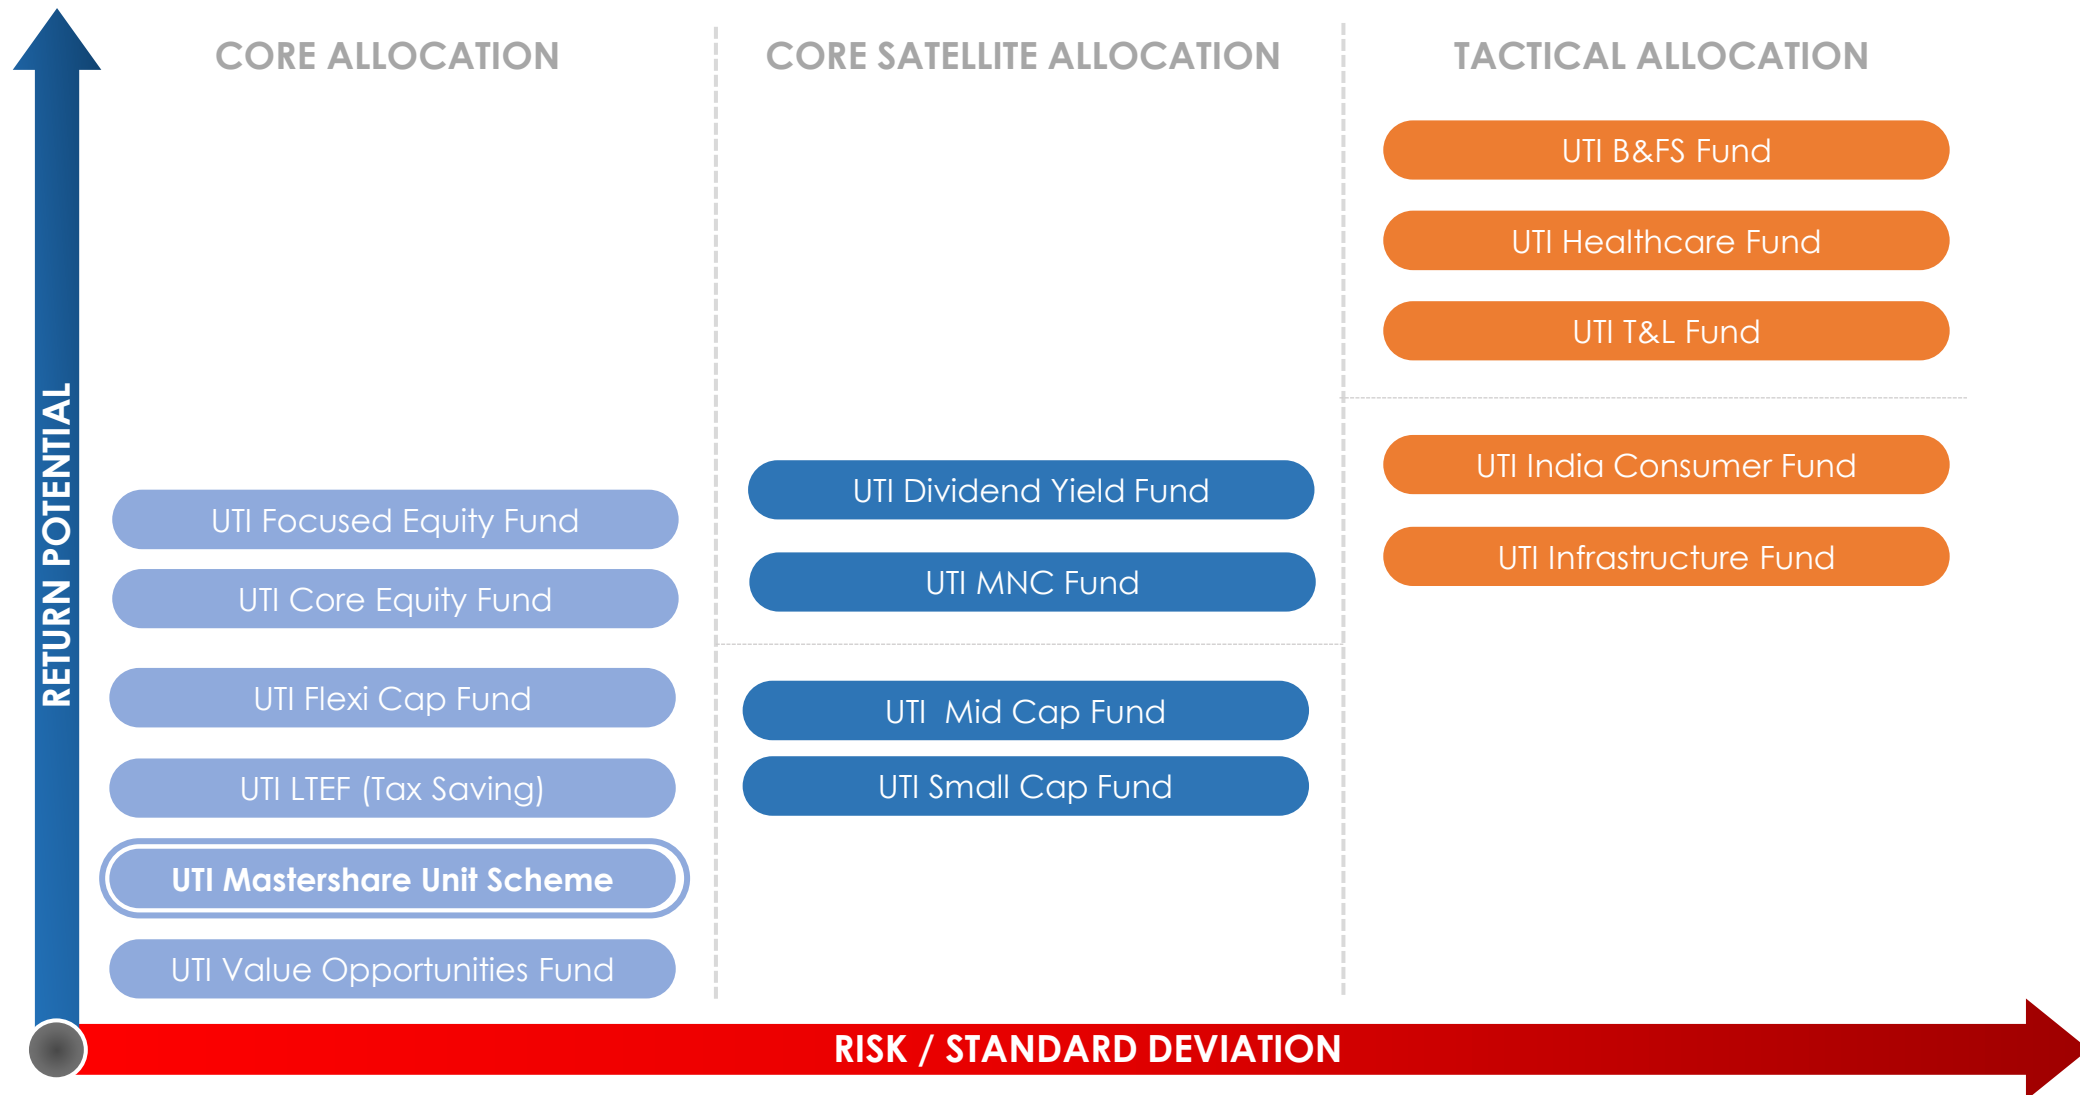 CORE ALLOCATION
CORE SATELLITE ALLOCATION
TACTICAL ALLOCATION
RETURN POTENTIAL
UTI Focused Equity Fund
UTI Core Equity Fund
UTI Flexi Cap Fund
UTI LTEF (Tax Saving)
UTI Mastershare Unit Scheme
UTI Value Opportunities Fund
UTI Dividend Yield Fund
UTI MNC Fund
UTI  Mid Cap Fund
UTI Small Cap Fund
UTI B&FS Fund
UTI Healthcare Fund
UTI T&L Fund
UTI India Consumer Fund
UTI Infrastructure Fund
RISK / STANDARD DEVIATION